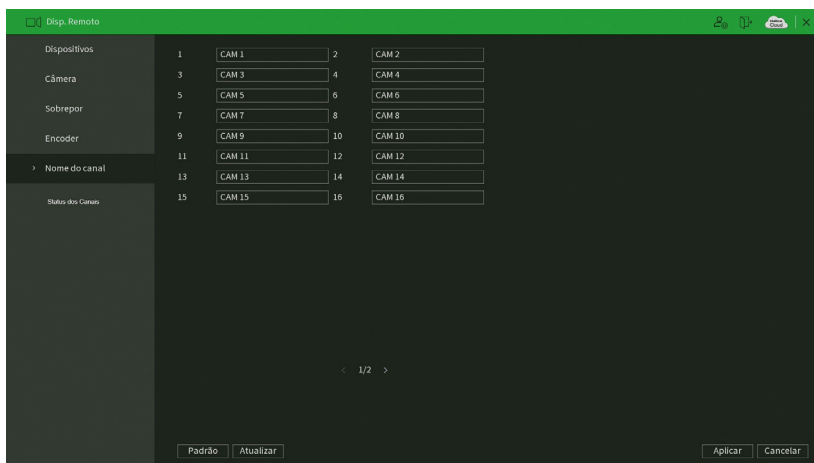 Disp. Remoto
Cloud
Dispositivos
Câmera
Sobrepor
Encoder
> Nome do canal
Status dos Canais
1 CAM 1 2 CAM 2
3 CAM 3 4 CAM 4
5 CAM 5 6 CAM 6
7 CAM 7 8 CAM 8
9 CAM 9 10 CAM 10
11 CAM 11 12 CAM 12
13 CAM 13 14 CAM 14
15 CAM 15 16 CAM 16
< 1/2 >
Padrão Atualizar Aplicar Cancelar